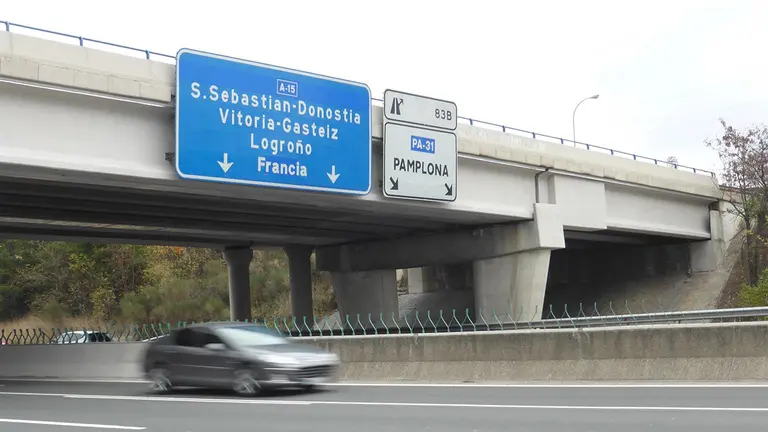 A-15
S.Sebastian-Donostia
Vitoria-Gasteiz
Logroño
Francia
83B
PA-31
PAMPLONA